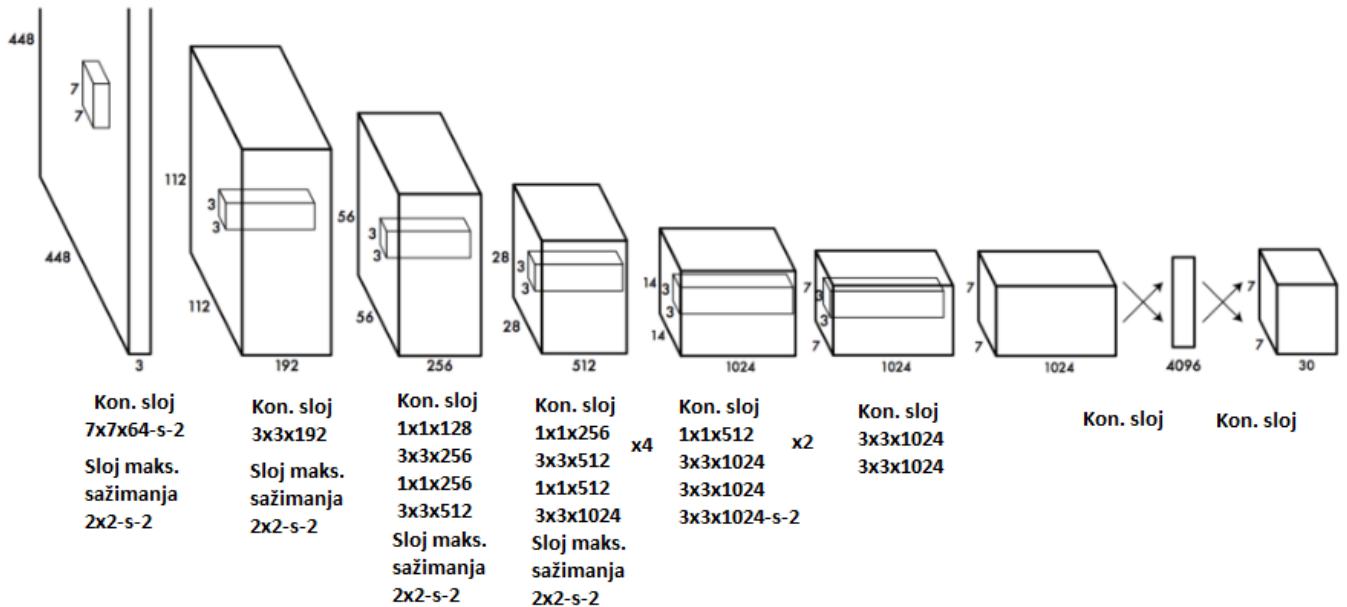 448
7
7
448
3
112
3
3
112
192
56
3
3
56
256
28
3
3
28
512
14
3
3
14
1024
7
3
3
7
1024
7
7
1024
4096
7
7
30
Kon. sloj
7x7x64-s-2
Sloj maks.
sažimanja
2x2-s-2
Kon. sloj
3x3x192
Sloj maks.
sažimanja
2x2-s-2
Kon. sloj
1x1x128
3x3x256
1x1x256
3x3x512
Sloj maks.
sažimanja
2x2-s-2
Kon. sloj
1x1x256
3x3x512
x4
1x1x512
3x3x1024
Sloj maks.
sažimanja
2x2-s-2
Kon. sloj
1x1x512
3x3x1024
x2
3x3x1024
3x3x1024-s-2
Kon. sloj
3x3x1024
3x3x1024
Kon. sloj
Kon. sloj